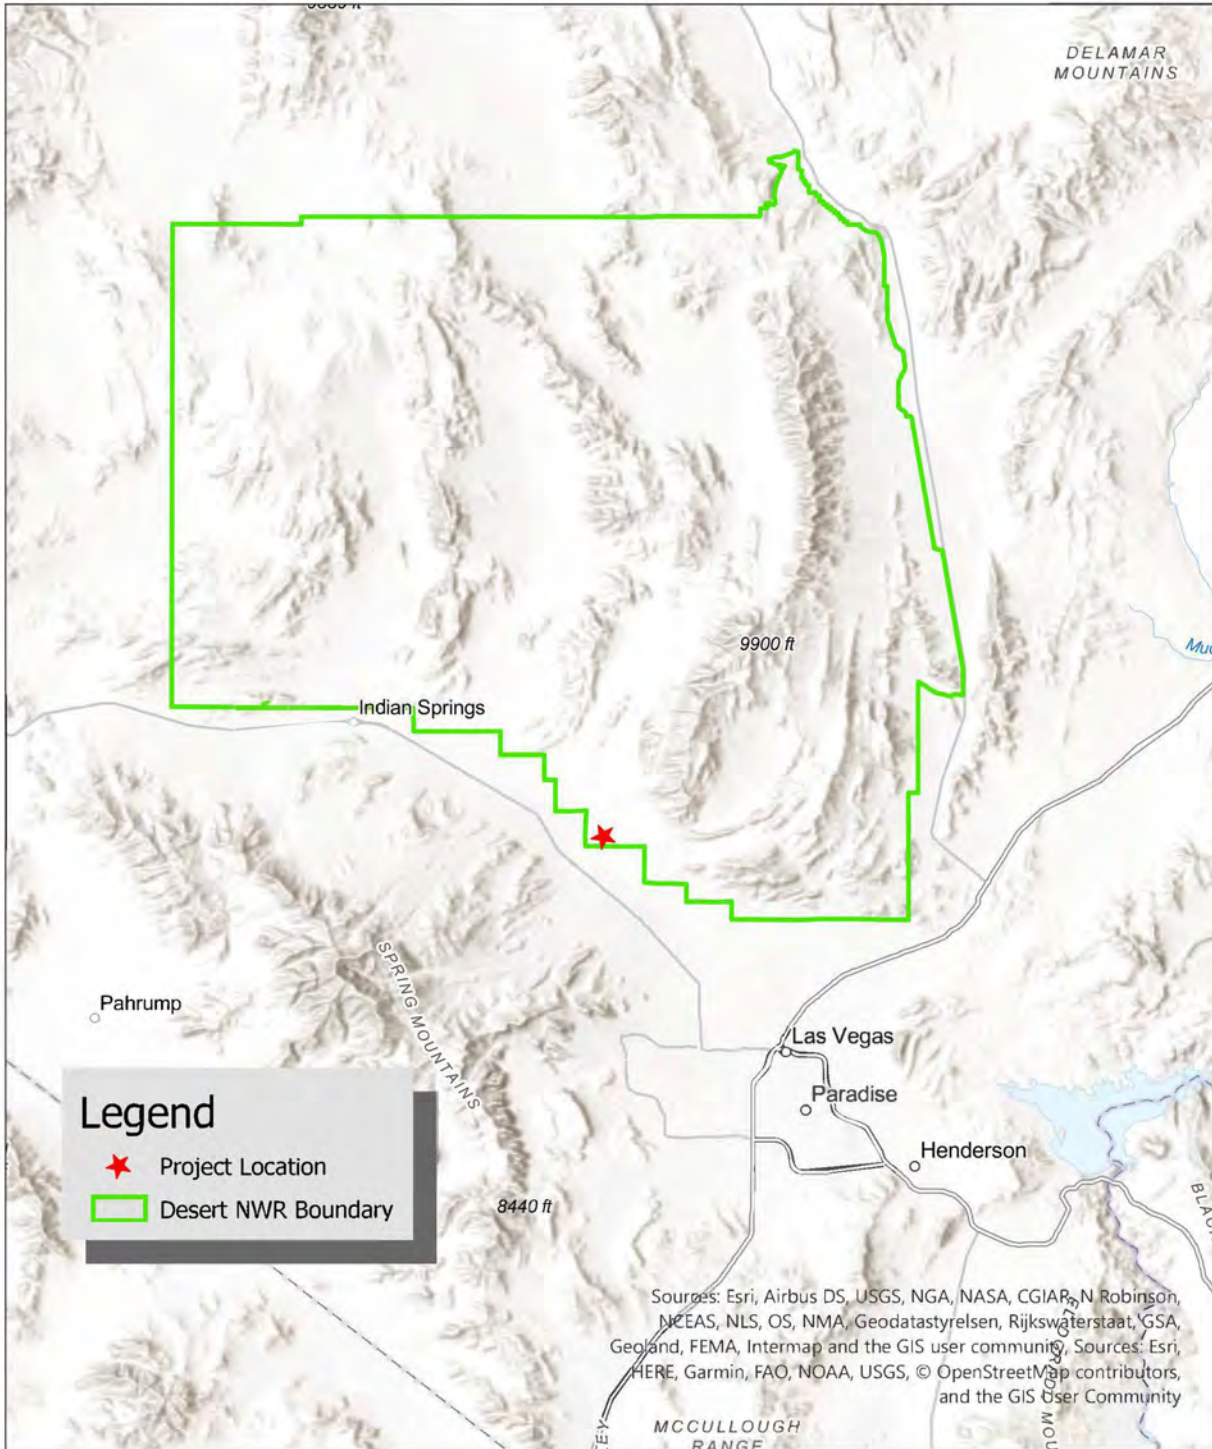 DELAMAR
MOUNTAINS
9900 ft
Indian Springs
SPRING MOUNTAINS
Pahrump
Las Vegas
Paradise
Henderson
8440 ft
Legend
Project Location
Desert NWR Boundary
Sources: Esri, Airbus DS, USGS, NGA, NASA, CGIAR, N Robinson,
NCEAS, NLS, OS, NMA, Geodatastyrelsen, Rijkswaterstaat, GSA,
Geoland, FEMA, Intermap and the GIS user community, Sources: Esri,
HERE, Garmin, FAO, NOAA, USGS, © OpenStreetMap contributors,
and the GIS User Community
MCCULLOUGH
RANGE